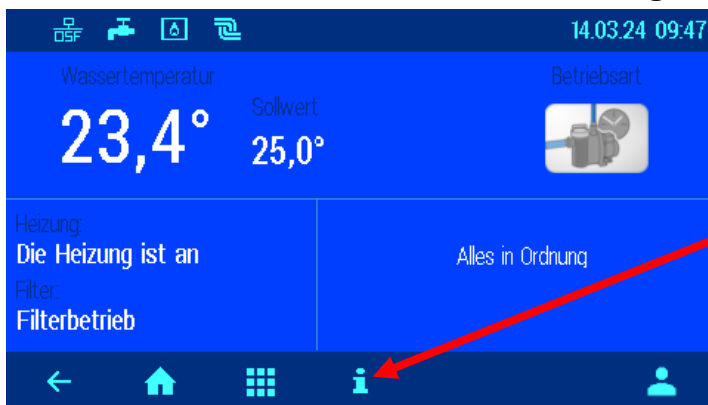 OSF
14.03.24 09:47
Wassertemperatur
Betriebsart
Sollwert
23,4°
25,0°
Heizung:
Die Heizung ist an
Alles in Ordnung
Filter:
Filterbetrieb
i